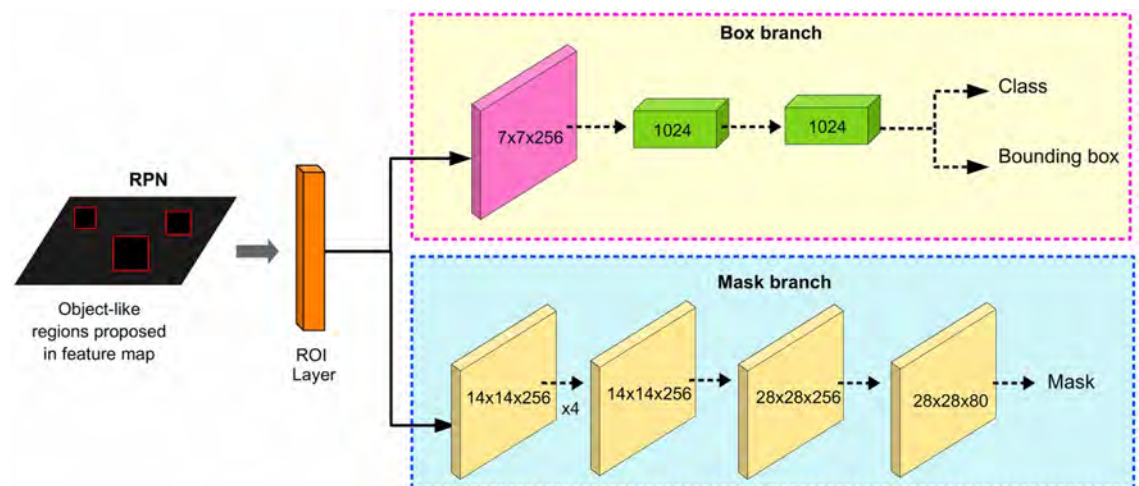 RPN
Object-like
regions proposed
in feature map
ROI
Layer
Box branch
7x7x256
1024
1024
Class
Bounding box
Mask branch
14x14x256
x4
14x14x256
28x28x256
28x28x80
Mask